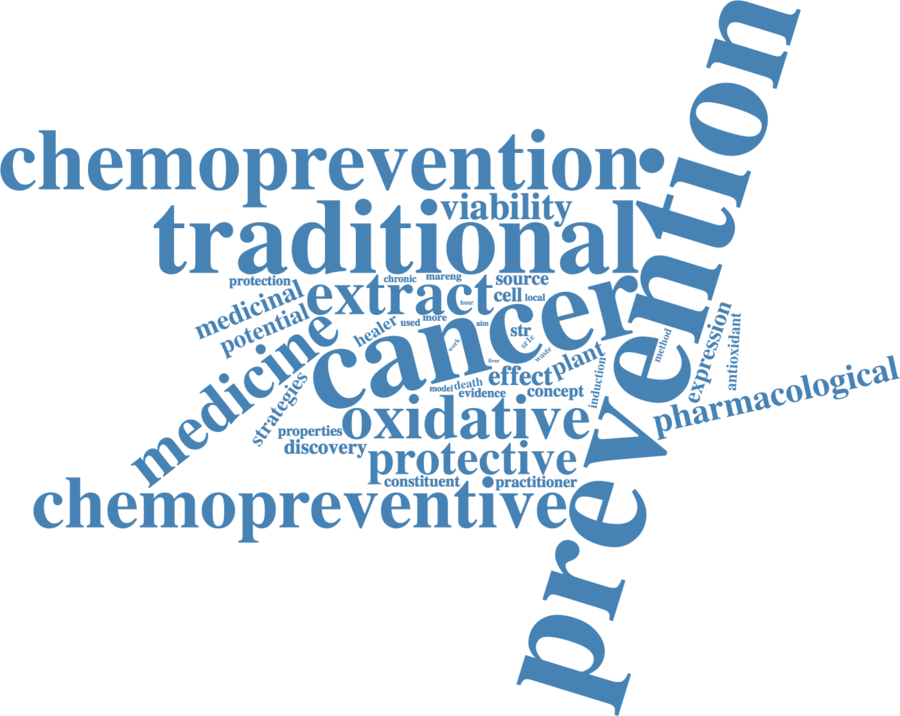 prevention
chemoprevention
traditional
viability
protection
chronic
mareng
source
medicinal
extract
hour
cell
local
potential
healer
used
more
aim
str
cancer
medicine
work
sr1e
waste
method
expression
antioxidant
liver
plant
effect
induction
model
death
evidence
concept
pharmacological
strategies
oxidative
properties
discovery
protective
constituent
practitioner
chemopreventive